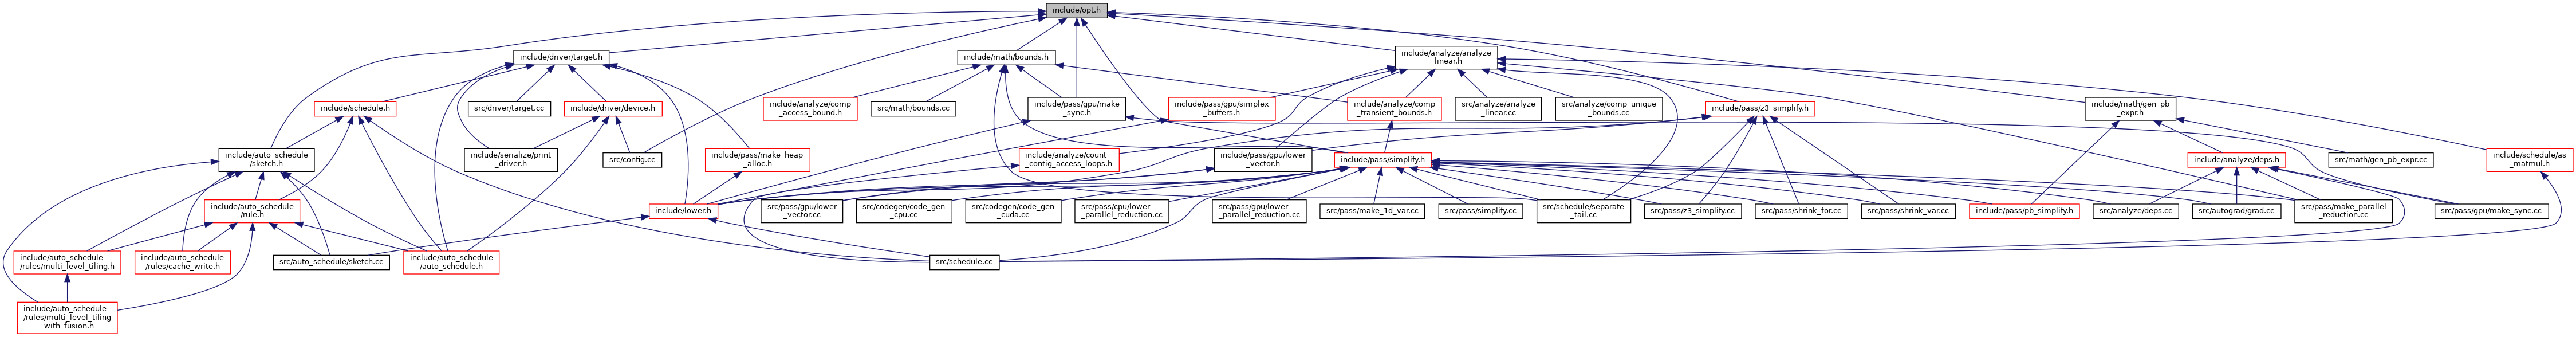 include/opt.h
include/driver/target.h
include/math/bounds.h
include/analyze/analyze
_linear.h
include/schedule.h
src/driver/target.cc
include/driver/device.h
include/analyze/comp
_access_bound.h
src/math/bounds.cc
include/pass/gpu/make
_sync.h
include/pass/gpu/simplex
_buffers.h
include/analyze/comp
_transient_bounds.h
src/analyze/analyze
_linear.cc
src/analyze/comp_unique
_bounds.cc
include/pass/z3_simplify.h
include/math/gen_pb
_expr.h
include/auto_schedule
/sketch.h
include/serialize/print
_driver.h
src/config.cc
include/pass/make_heap
_alloc.h
include/analyze/count
_contig_access_loops.h
include/pass/gpu/lower
_vector.h
include/pass/simplify.h
include/analyze/deps.h
src/math/gen_pb_expr.cc
include/schedule/as
_matmul.h
include/auto_schedule
/rule.h
include/lower.h
src/pass/gpu/lower
_vector.cc
src/codegen/code_gen
_cpu.cc
src/codegen/code_gen
_cuda.cc
src/pass/cpu/lower
_parallel_reduction.cc
src/pass/gpu/lower
_parallel_reduction.cc
src/pass/make_1d_var.cc
src/pass/simplify.cc
src/schedule/separate
_tail.cc
src/pass/z3_simplify.cc
src/pass/shrink_for.cc
src/pass/shrink_var.cc
include/pass/pb_simplify.h
src/analyze/deps.cc
src/autograd/grad.cc
src/pass/make_parallel
_reduction.cc
src/pass/gpu/make_sync.cc
include/auto_schedule
/rules/multi_level_tiling.h
include/auto_schedule
/rules/cache_write.h
src/auto_schedule/sketch.cc
include/auto_schedule
/auto_schedule.h
src/schedule.cc
include/auto_schedule
/rules/multi_level_tiling
_with_fusion.h